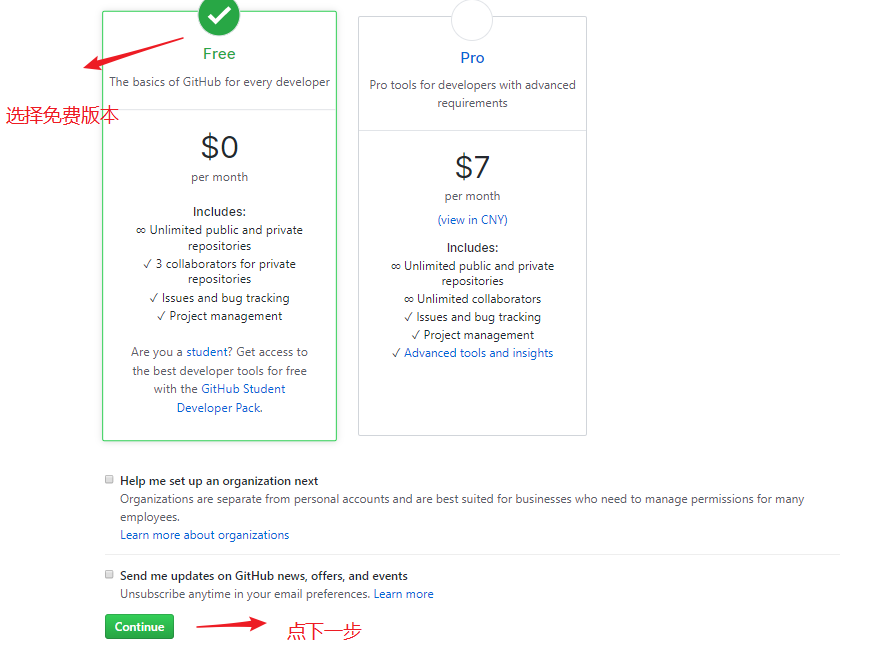 Free
The basics of GitHub for every developer
选择免费版本
$0
per month
Includes:
∞ Unlimited public and private
repositories
✓ 3 collaborators for private
repositories
✓ Issues and bug tracking
✓ Project management
Are you a student? Get access to
the best developer tools for free
with the GitHub Student
Developer Pack.
Pro
Pro tools for developers with advanced
requirements
$7
per month
(view in CNY)
Includes:
∞ Unlimited public and private
repositories
∞ Unlimited collaborators
✓ Issues and bug tracking
✓ Project management
✓ Advanced tools and insights
Help me set up an organization next
Organizations are separate from personal accounts and are best suited for businesses who need to manage permissions for many
employees.
Learn more about organizations
Send me updates on GitHub news, offers, and events
Unsubscribe anytime in your email preferences. Learn more
Continue
点下一步